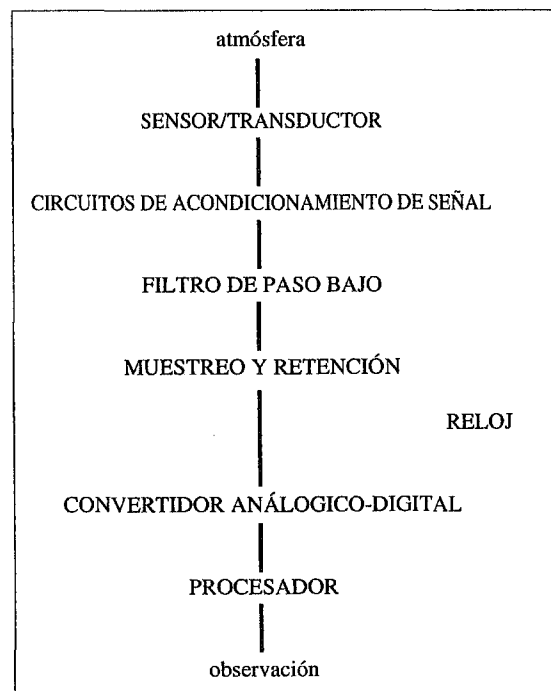 atmósfera
SENSOR/TRANSDUCTOR
CIRCUITOS DE ACONDICIONAMIENTO DE SEÑAL
FILTRO DE PASO BAJO
MUESTREO Y RETENCIÓN
RELOJ
CONVERTIDOR ANÁLOGICO-DIGITAL
PROCESADOR
observación